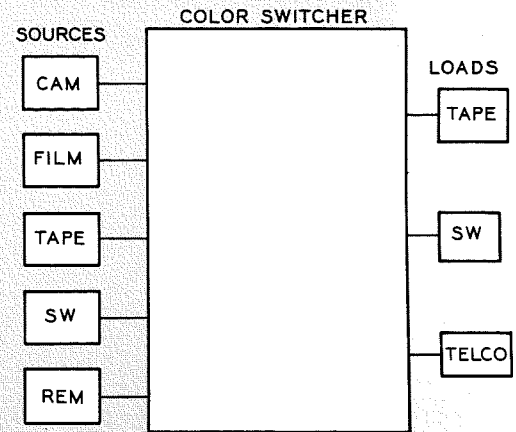 COLOR SWITCHER
SOURCES
CAM
FILM
TAPE
SW
REM
LOADS
TAPE
SW
TELCO